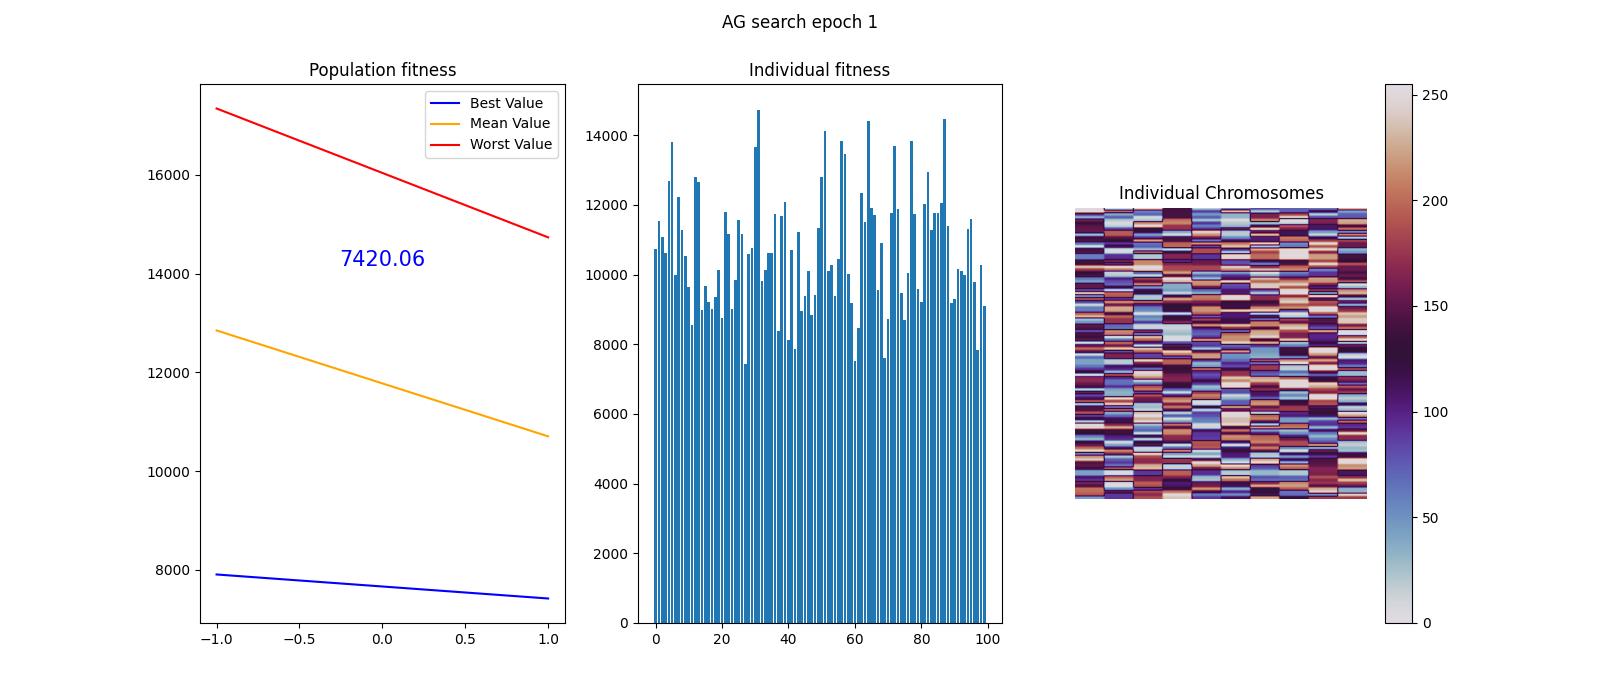 AG search epoch 1
Population fitness
Best Value
Mean Value
Worst Value
7420.06
16000
14000
12000
10000
8000
−1.0 −0.5 0.0 0.5 1.0
Individual fitness
14000
12000
10000
8000
6000
4000
2000
0
0 20 40 60 80 100
Individual Chromosomes
250
200
150
100
50
0